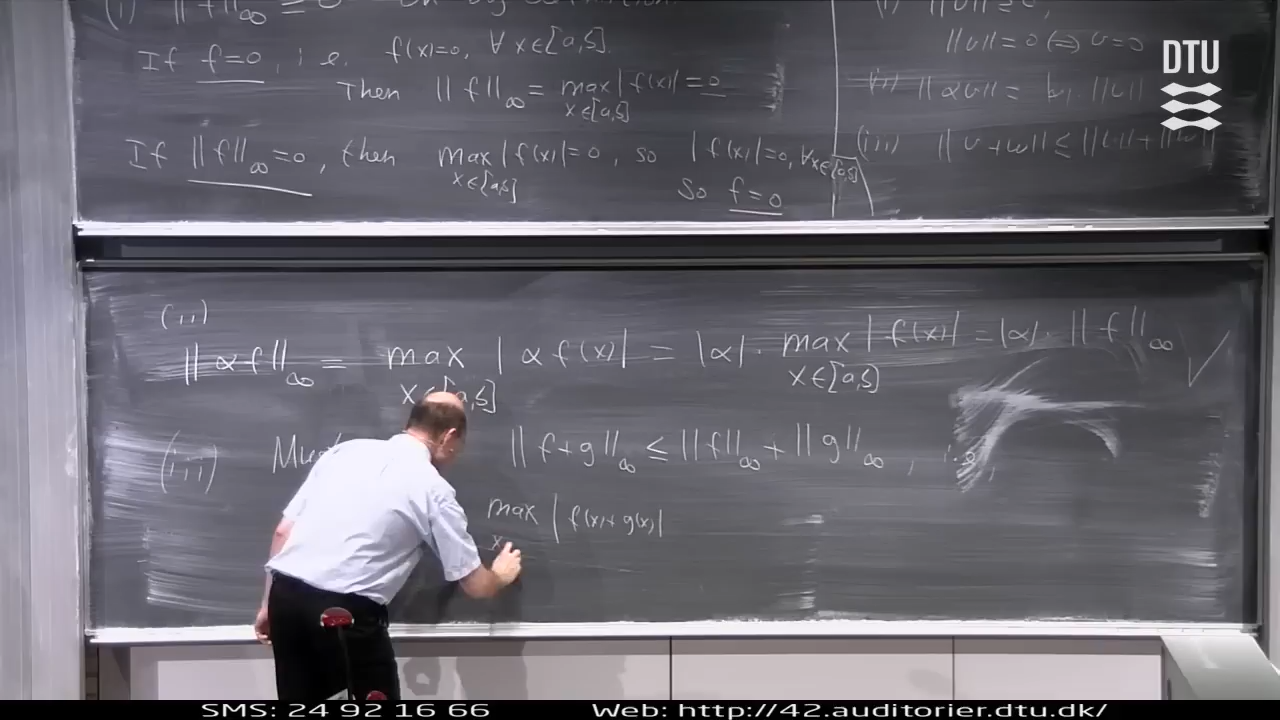 (i) ||f||∞ ≥ 0
If f=0, i.e. f(x)=0, ∀ x∈[a,b].
Then ||f||∞ = max |f(x)| = 0
x∈[a,b]
If ||f||∞ = 0, then max |f(x)| = 0, so |f(x)|=0, ∀x∈[a,b]
x∈[a,b]
So f=0
||v|| = 0 (=) v=0
(ii) ||αv|| = |α|·||v||
(iii) ||v+w|| ≤ ||v|| + ||w||
DTU
(ii)
||αf||∞ = max |αf(x)| = |α|· max |f(x)| = |α|·||f||∞ ✓
x∈[a,b] x∈[a,b]
(iii) ||f+g||∞ ≤ ||f||∞ + ||g||∞, i.e,
max |f(x)+g(x)|
x
SMS: 24 92 16 66 Web: http://42.auditorier.dtu.dk/